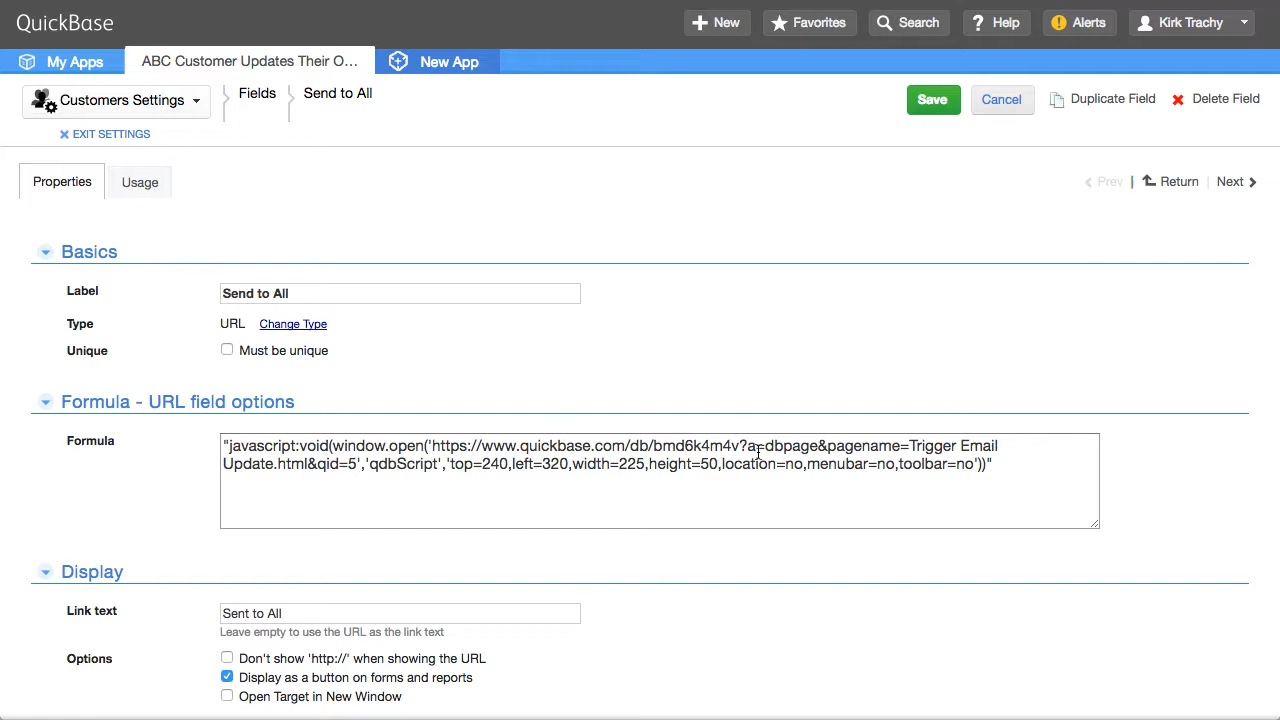 QuickBase
New
Favorites
Search
Help
Alerts
Kirk Trachy
My Apps
ABC Customer Updates Their O...
New App
Customers Settings
Fields
Send to All
EXIT SETTINGS
Save
Cancel
Duplicate Field
Delete Field
Properties
Usage
Prev | Return | Next
Basics
Label
Send to All
Type
URL Change Type
Unique
Must be unique
Formula - URL field options
Formula
"javascript:void(window.open('https://www.quickbase.com/db/bmd6k4m4v?a=dbpage&pagename=Trigger Email
Update.html&qid=5','qdbScript','top=240,left=320,width=225,height=50,location=no,menubar=no,toolbar=no'))"
Display
Link text
Sent to All
Leave empty to use the URL as the link text
Options
Don't show 'http://' when showing the URL
Display as a button on forms and reports
Open Target in New Window